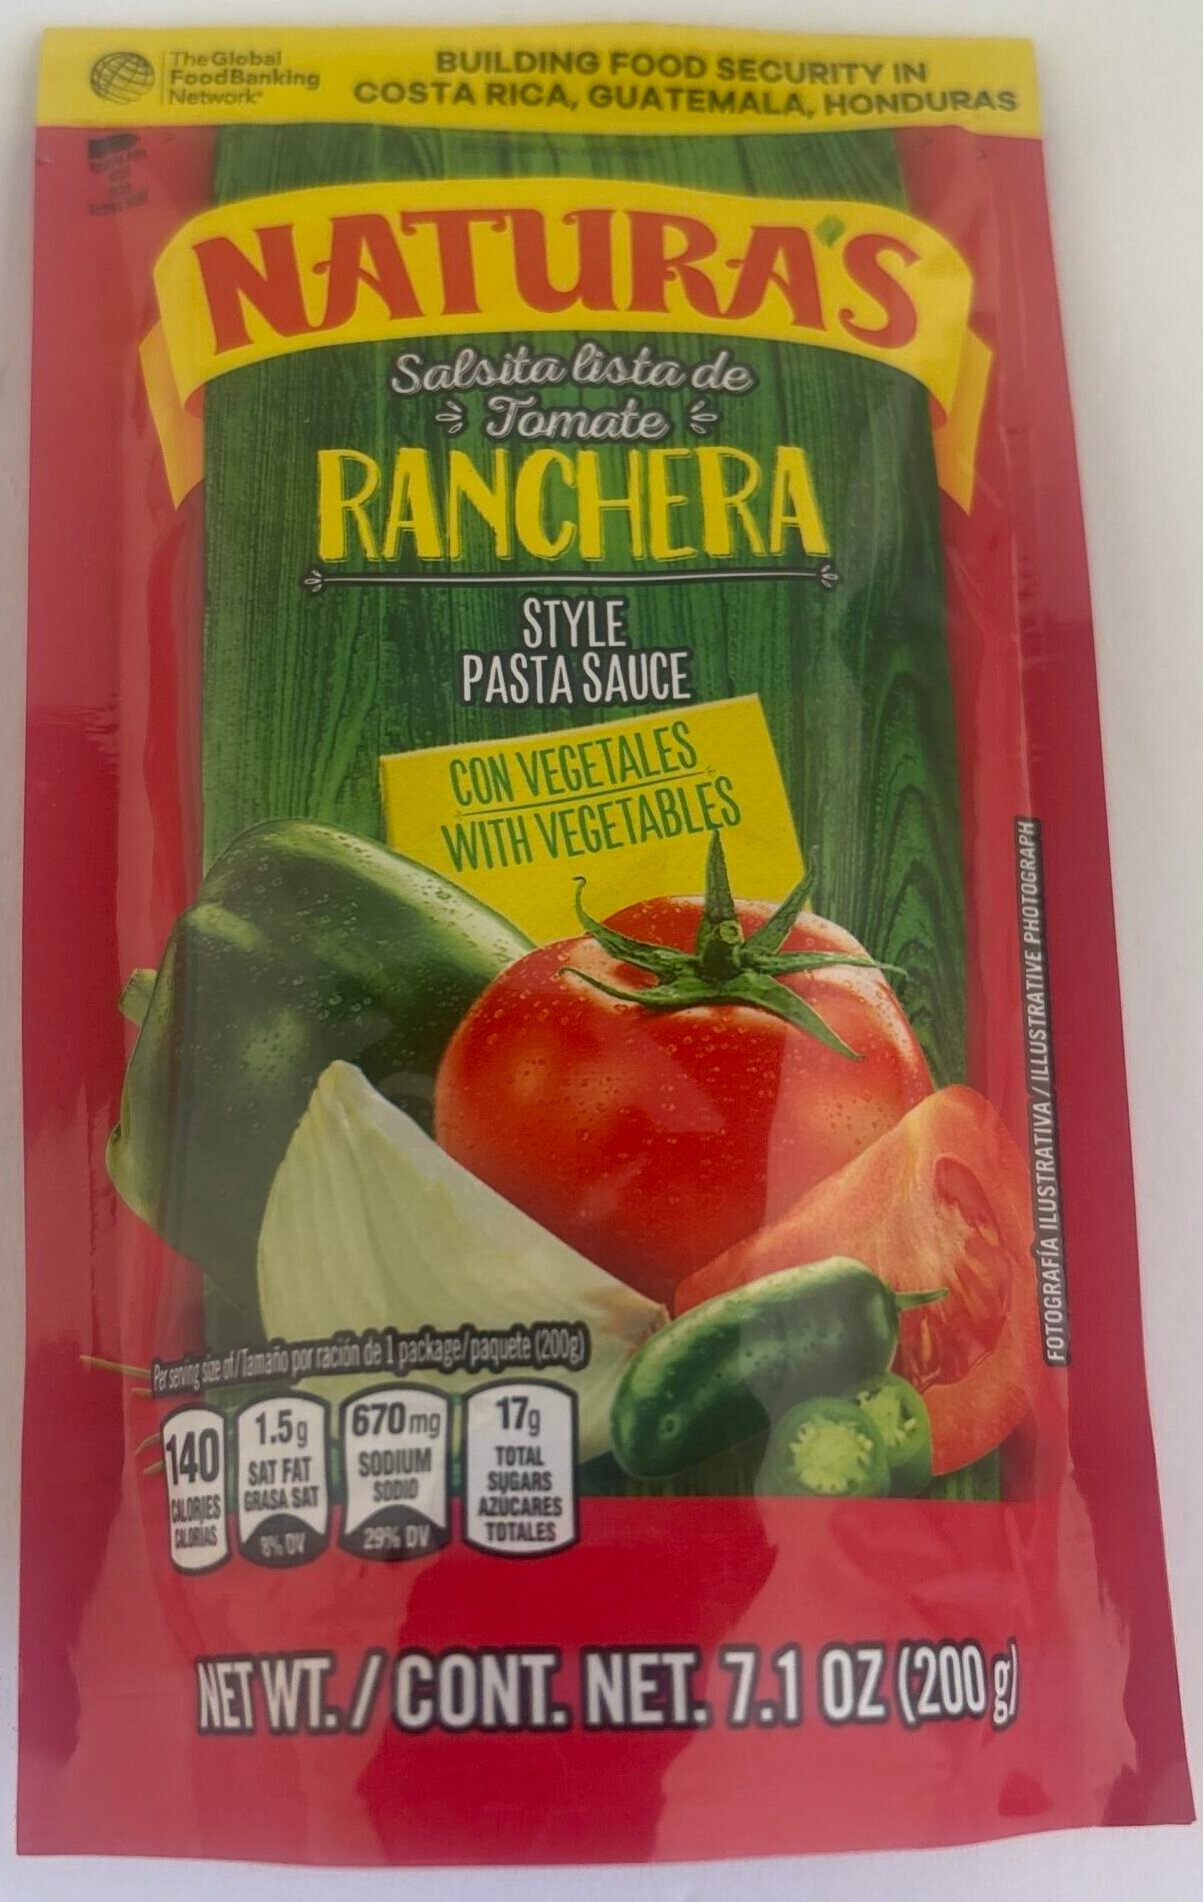 The Global
FoodBanking
Network
BUILDING FOOD SECURITY IN
COSTA RICA, GUATEMALA, HONDURAS
NATURA'S
Salsita lista de
Tomate
RANCHERA
STYLE
PASTA SAUCE
CON VEGETALES
WITH VEGETABLES
FOTOGRAFÍA ILUSTRATIVA / ILLUSTRATIVE PHOTOGRAPH
Per serving size of/Tamaño por ración de 1 package/paquete (200g)
140
CALORIES
CALORIAS
1.5g
SAT FAT
GRASA SAT
8% DV
670mg
SODIUM
SODIO
29% DV
17g
TOTAL
SUGARS
AZÚCARES
TOTALES
NET WT. / CONT. NET. 7.1 OZ (200 g)